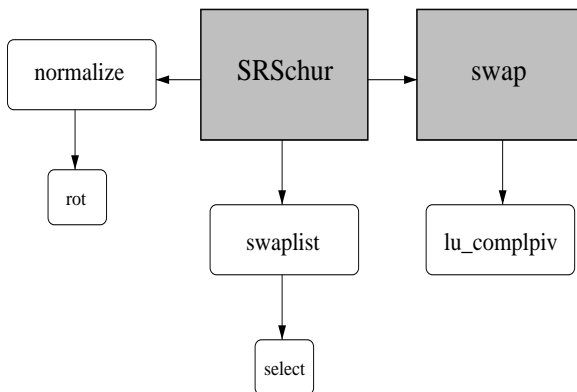 normalize
SRSchur
swap
rot
swaplist
lu_complpiv
select